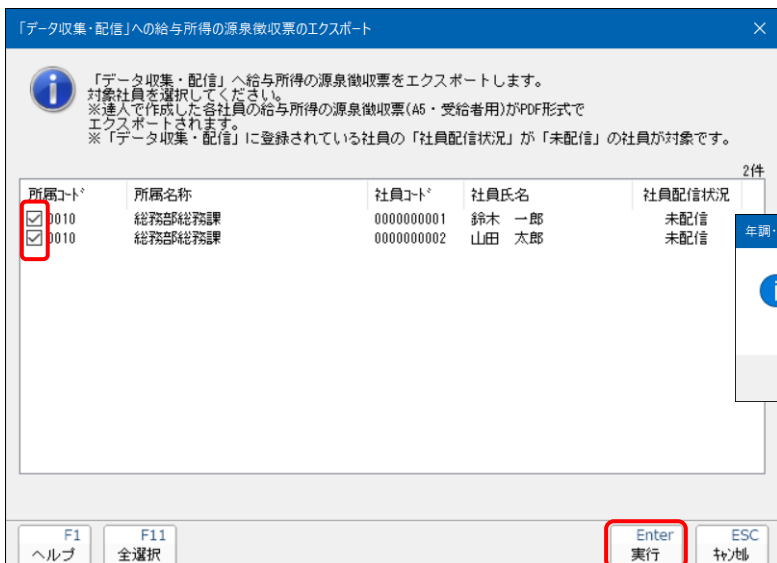 「データ収集・配信」への給与所得の源泉徴収票のエクスポート
「データ収集・配信」へ給与所得の源泉徴収票をエクスポートします。
対象社員を選択してください。
※達人で作成した各社員の給与所得の源泉徴収票(A5・受給者用)がPDF形式で
エクスポートされます。
※「データ収集・配信」に登録されている社員の「社員配信状況」が「未配信」の社員が対象です。
2件
所属コード 所属名称 社員コード 社員氏名 社員配信状況
0010 総務部総務課 0000000001 鈴木 一郎 未配信
0010 総務部総務課 0000000002 山田 太郎 未配信
年調・
F1 F11 Enter ESC
ヘルプ 全選択 実行 キャンセル